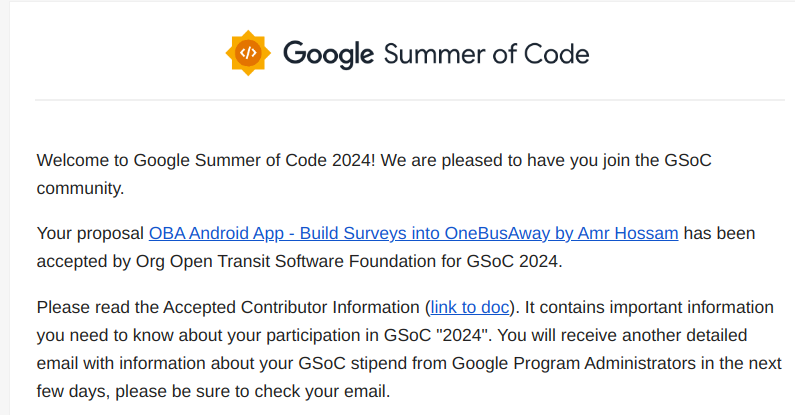 </> Google Summer of Code
Welcome to Google Summer of Code 2024! We are pleased to have you join the GSoC
community.
Your proposal OBA Android App - Build Surveys into OneBusAway by Amr Hossam has been
accepted by Org Open Transit Software Foundation for GSoC 2024.
Please read the Accepted Contributor Information (link to doc). It contains important information
you need to know about your participation in GSoC "2024". You will receive another detailed
email with information about your GSoC stipend from Google Program Administrators in the next
few days, please be sure to check your email.